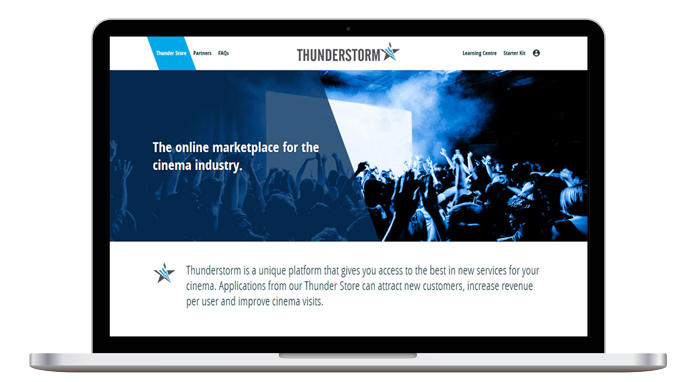 Thunder Store Partners FAQs THUNDERSTORM Learning Centre Starter Kit
The online marketplace for the
cinema industry.
Thunderstorm is a unique platform that gives you access to the best in new services for your
cinema. Applications from our Thunder Store can attract new customers, increase revenue
per user and improve cinema visits.